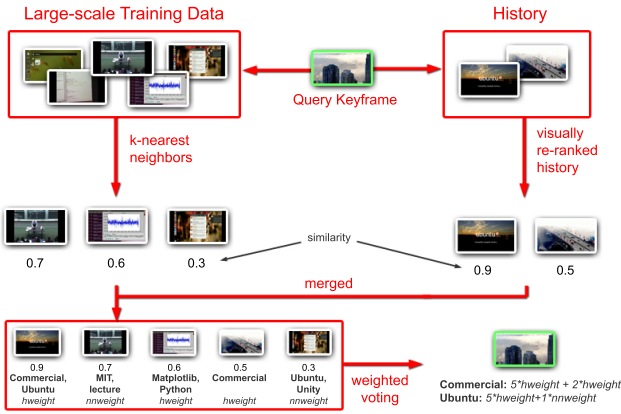 Large-scale Training Data
History
Query Keyframe
k-nearest
neighbors
visually
re-ranked
history
ubuntu
similarity
0.7
0.6
0.3
0.9
0.5
merged
0.9
0.7
0.6
0.5
0.3
Commercial,
Ubuntu
hweight
MIT,
lecture
nnweight
Matplotlib,
Python
hweight
Commercial
hweight
Ubuntu,
Unity
nnweight
weighted
voting
Commercial: 5*hweight + 2*hweight
Ubuntu: 5*hweight+1*nnweight